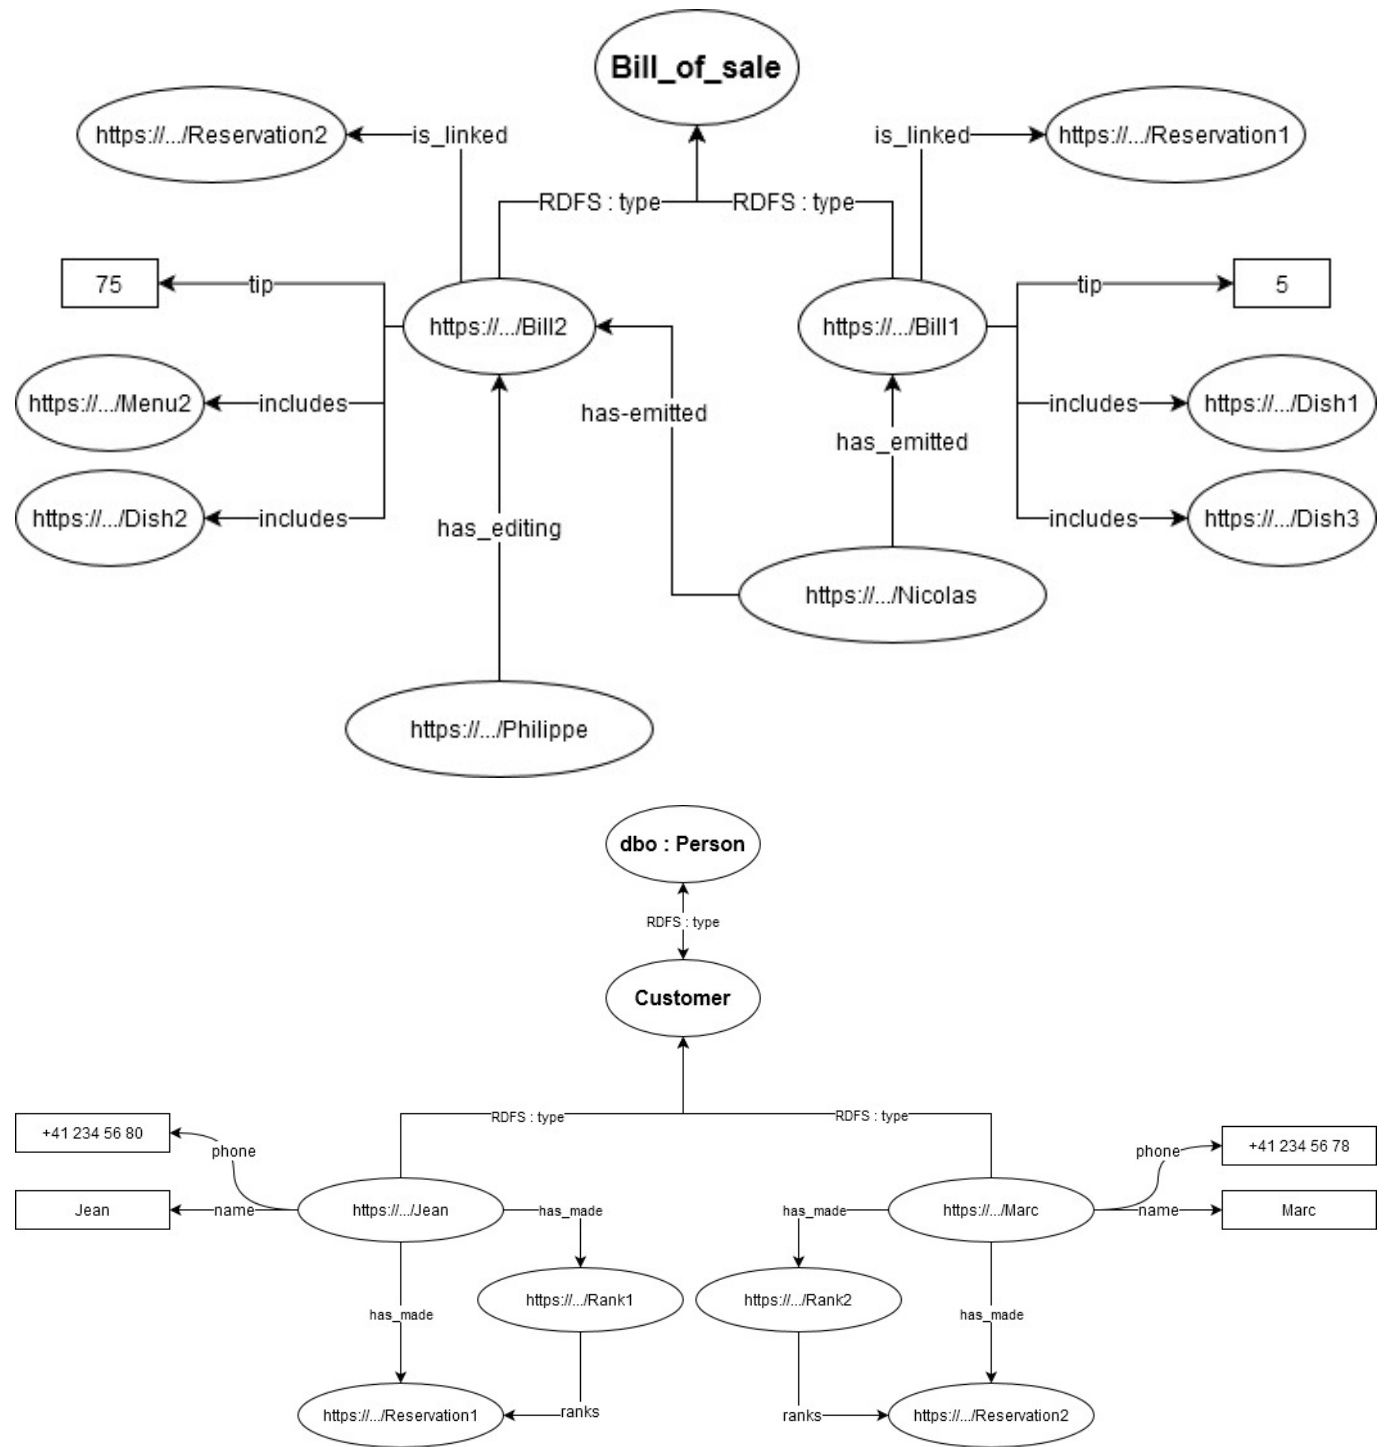 Bill_of_sale
https://.../Reservation2
is_linked
is_linked
https://.../Reservation1
RDFS : type
RDFS : type
75
tip
tip
5
https://.../Bill2
https://.../Bill1
https://.../Menu2
includes
has-emitted
includes
https://.../Dish1
has_emitted
https://.../Dish2
includes
has_editing
includes
https://.../Dish3
https://.../Nicolas
https://.../Philippe
dbo : Person
RDFS : type
Customer
RDFS : type
RDFS : type
+41 234 56 80
phone
phone
+41 234 56 78
Jean
name
https://.../Jean
has_made
has_made
https://.../Marc
name
Marc
https://.../Rank1
https://.../Rank2
has_made
has_made
https://.../Reservation1
ranks
ranks
https://.../Reservation2